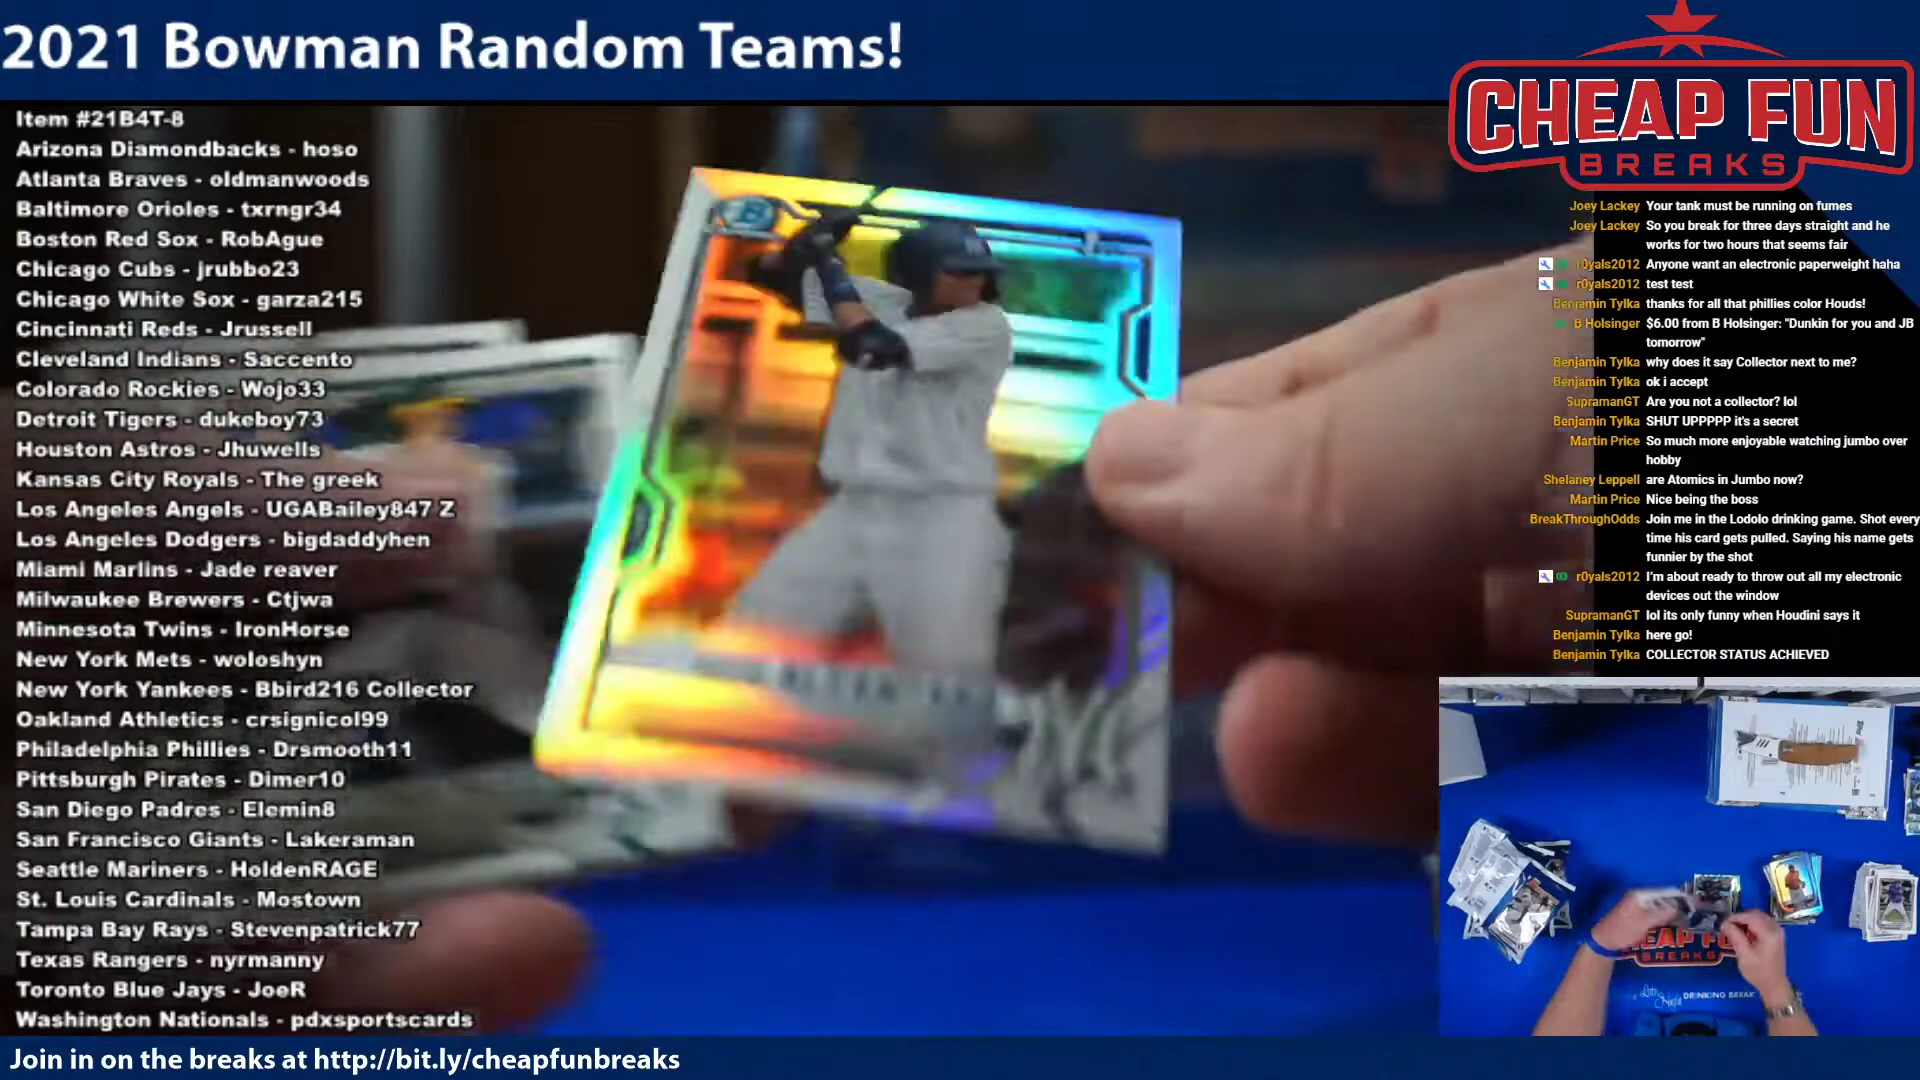 2021 Bowman Random Teams!
CHEAP FUN
BREAKS
Item #21B4T-8
Arizona Diamondbacks - hoso
Atlanta Braves - oldmanwoods
Baltimore Orioles - txrngr34
Boston Red Sox - RobAgue
Chicago Cubs - jrubbo23
Chicago White Sox - garza215
Cincinnati Reds - Jrussell
Cleveland Indians - Saccento
Colorado Rockies - Wojo33
Detroit Tigers - dukeboy73
Houston Astros - Jhuwells
Kansas City Royals - The greek
Los Angeles Angels - UGABailey847 Z
Los Angeles Dodgers - bigdaddyhen
Miami Marlins - Jade reaver
Milwaukee Brewers - Ctjwa
Minnesota Twins - IronHorse
New York Mets - woloshyn
New York Yankees - Bbird216 Collector
Oakland Athletics - crsignicol99
Philadelphia Phillies - Drsmooth11
Pittsburgh Pirates - Dimer10
San Diego Padres - Elemin8
San Francisco Giants - Lakeraman
Seattle Mariners - HoldenRAGE
St. Louis Cardinals - Mostown
Tampa Bay Rays - Stevenpatrick77
Texas Rangers - nyrmanny
Toronto Blue Jays - JoeR
Washington Nationals - pdxsportscards
Joey Lackey Your tank must be running on fumes
Joey Lackey So you break for three days straight and he
works for two hours that seems fair
r0yals2012 Anyone want an electronic paperweight haha
r0yals2012 test test
Benjamin Tylka thanks for all that phillies color Houds!
B Holsinger $6.00 from B Holsinger: "Dunkin for you and JB
tomorrow"
Benjamin Tylka why does it say Collector next to me?
Benjamin Tylka ok i accept
SupramanGT Are you not a collector? lol
Benjamin Tylka SHUT UPPPPP it's a secret
Martin Price So much more enjoyable watching jumbo over
hobby
Shelaney Leppell are Atomics in Jumbo now?
Martin Price Nice being the boss
BreakThroughOdds Join me in the Lodolo drinking game. Shot every
time his card gets pulled. Saying his name gets
funnier by the shot
r0yals2012 I'm about ready to throw out all my electronic
devices out the window
SupramanGT lol its only funny when Houdini says it
Benjamin Tylka here go!
Benjamin Tylka COLLECTOR STATUS ACHIEVED
BREAKS
DRINKING BREAK
Join in on the breaks at http://bit.ly/cheapfunbreaks